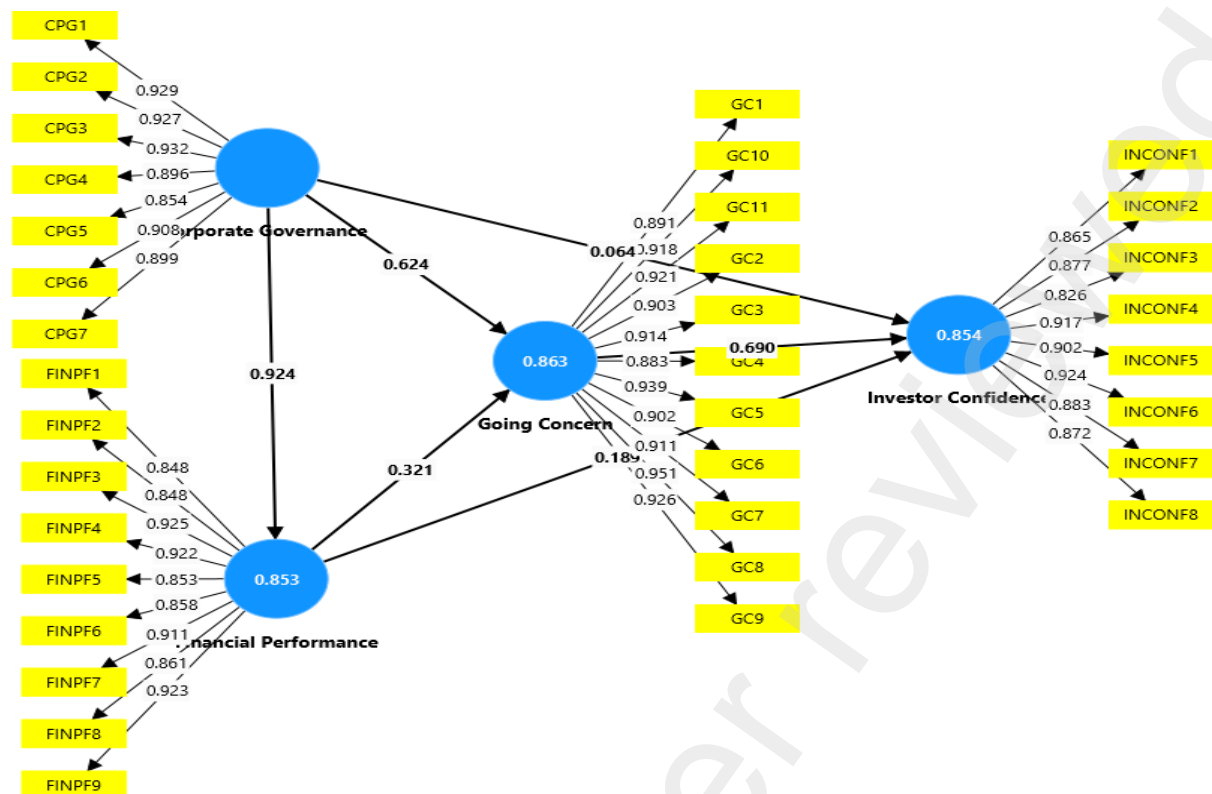 CPG1
CPG2
CPG3
CPG4
CPG5
CPG6
CPG7
0.929
0.927
0.932
0.896
0.854
0.908
0.899
rporate Governance
0.624
0.064
0.924
FINPF1
FINPF2
FINPF3
FINPF4
FINPF5
FINPF6
FINPF7
FINPF8
FINPF9
0.848
0.848
0.925
0.922
0.853
0.858
0.911
0.861
0.923
0.853
nancial Performance
0.321
0.189
0.863
Going Concern
0.891
0.918
0.921
0.903
0.914
0.883
0.939
0.902
0.911
0.951
0.926
GC1
GC10
GC11
GC2
GC3
GC4
GC5
GC6
GC7
GC8
GC9
0.690
0.854
Investor Confidence
0.865
0.877
0.826
0.917
0.902
0.924
0.883
0.872
INCONF1
INCONF2
INCONF3
INCONF4
INCONF5
INCONF6
INCONF7
INCONF8
er reviewed